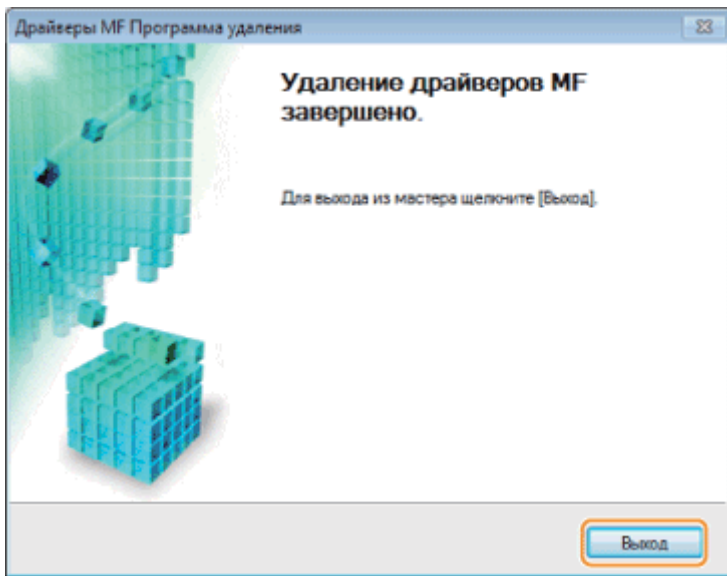 Драйверы MF Программа удаления
Удаление драйверов MF
завершено.
Для выхода из мастера щелкните [Выход].
Выход